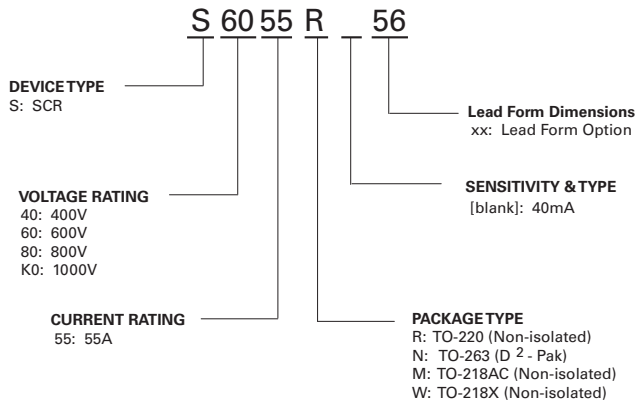 S 60 55 R 56
DEVICE TYPE
S: SCR
Lead Form Dimensions
xx: Lead Form Option
VOLTAGE RATING
40: 400V
60: 600V
80: 800V
K0: 1000V
SENSITIVITY & TYPE
[blank]: 40mA
CURRENT RATING
55: 55A
PACKAGE TYPE
R: TO-220 (Non-isolated)
N: TO-263 (D 2 - Pak)
M: TO-218AC (Non-isolated)
W: TO-218X (Non-isolated)